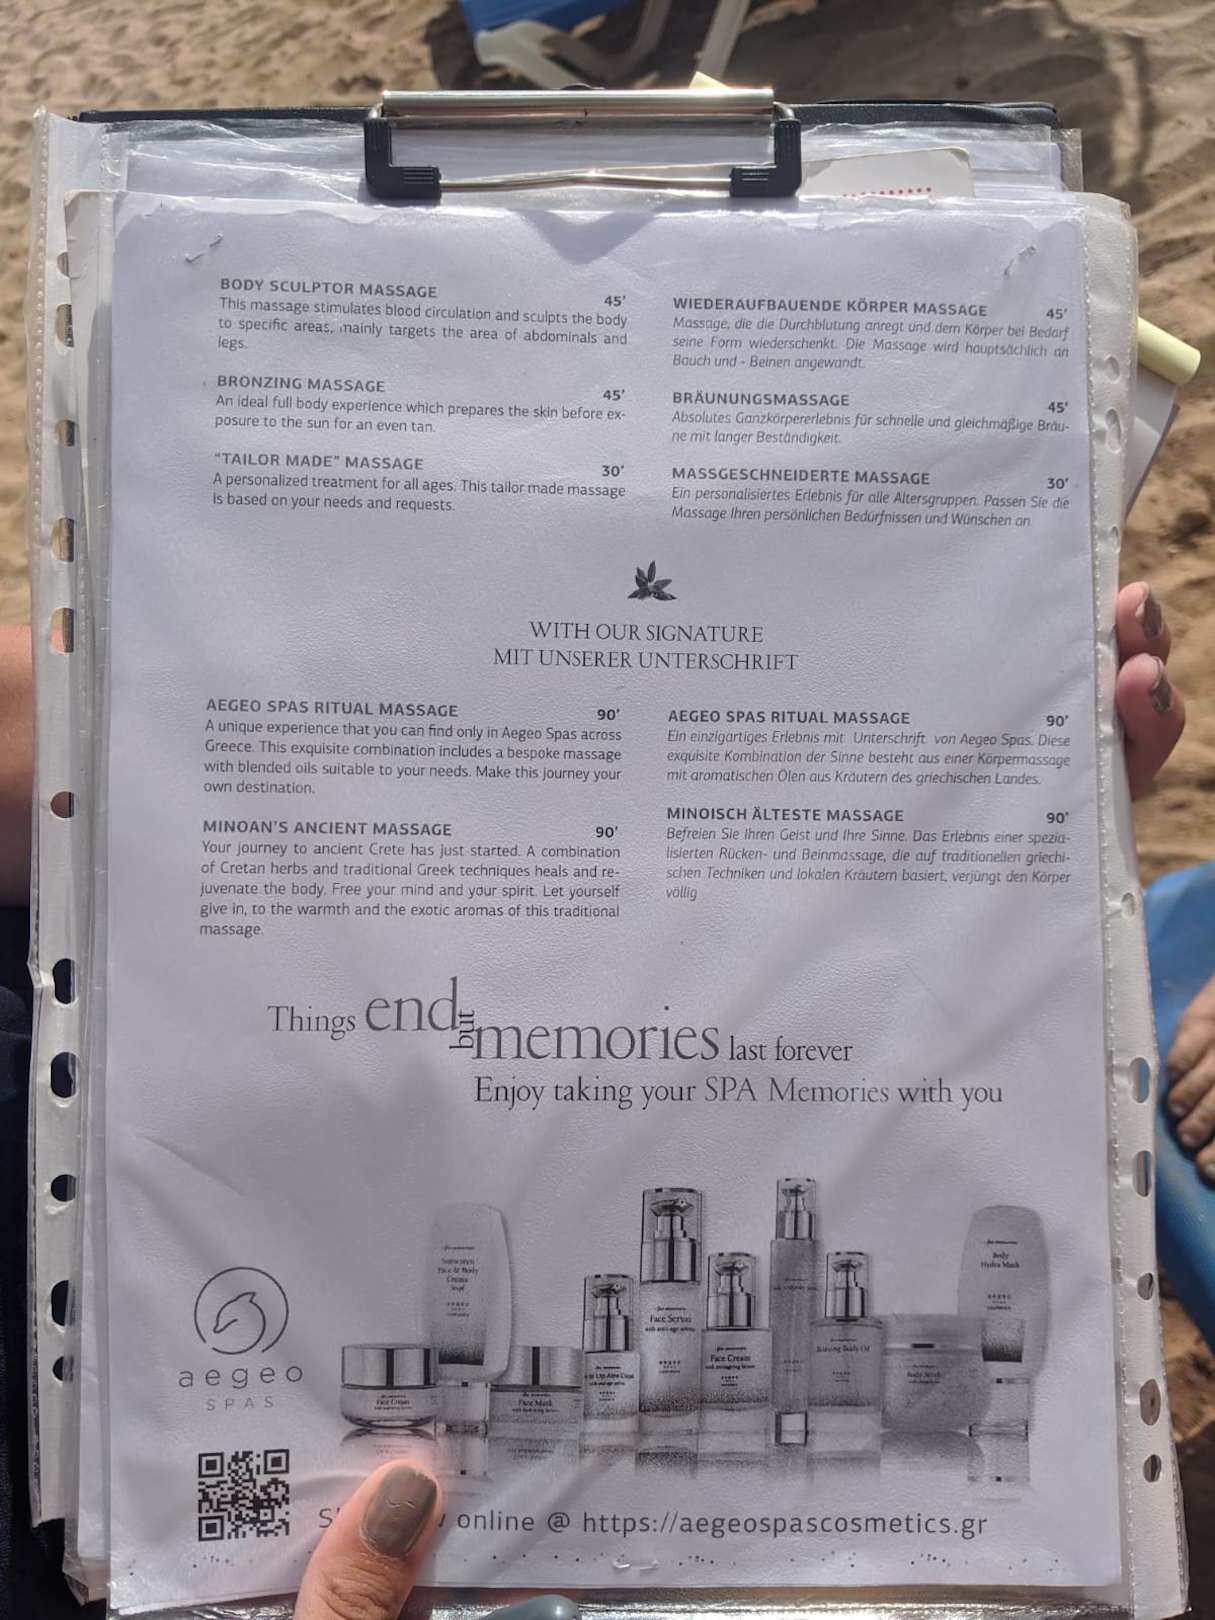 BODY SCULPTOR MASSAGE 45'
This massage stimulates blood circulation and sculpts the body
to specific areas, mainly targets the area of abdominals and
legs.
BRONZING MASSAGE 45'
An ideal full body experience which prepares the skin before ex-
posure to the sun for an even tan.
"TAILOR MADE" MASSAGE 30'
A personalized treatment for all ages. This tailor made massage
is based on your needs and requests.
WIEDERAUFBAUENDE KÖRPER MASSAGE 45'
Massage, die die Durchblutung anregt und dem Körper bei Bedarf
seine Form wiederschenkt. Die Massage wird hauptsächlich an
Bauch und - Beinen angewandt.
BRÄUNUNGSMASSAGE 45'
Absolutes Ganzkörpererlebnis für schnelle und gleichmäßige Bräu-
ne mit langer Beständigkeit.
MASSGESCHNEIDERTE MASSAGE 30'
Ein personalisiertes Erlebnis für alle Altersgruppen. Passen Sie die
Massage Ihren persönlichen Bedürfnissen und Wünschen an.
WITH OUR SIGNATURE
MIT UNSERER UNTERSCHRIFT
AEGEO SPAS RITUAL MASSAGE 90'
A unique experience that you can find only in Aegeo Spas across
Greece. This exquisite combination includes a bespoke massage
with blended oils suitable to your needs. Make this journey your
own destination.
MINOAN'S ANCIENT MASSAGE 90'
Your journey to ancient Crete has just started. A combination
of Cretan herbs and traditional Greek techniques heals and re-
juvenate the body. Free your mind and your spirit. Let yourself
give in, to the warmth and the exotic aromas of this traditional
massage.
AEGEO SPAS RITUAL MASSAGE 90'
Ein einzigartiges Erlebnis mit Unterschrift von Aegeo Spas. Diese
exquisite Kombination der Sinne besteht aus einer Körpermassage
mit aromatischen Ölen aus Kräutern des griechischen Landes.
MINOISCH ÄLTESTE MASSAGE 90'
Befreien Sie Ihren Geist und Ihre Sinne. Das Erlebnis einer spezia-
lisierten Rücken- und Beinmassage, die auf traditionellen griechi-
schen Techniken und lokalen Kräutern basiert, verjüngt den Körper
völlig
Things end but memories last forever
Enjoy taking your SPA Memories with you
Sunscreen
Face & Body
Cream
Body
Hydra Mask
Face Serum
Face Cream
Face Cream
Face Mask
Body Oil
Body Scrub
aegeo
SPAS
online @ https://aegeospascosmetics.gr